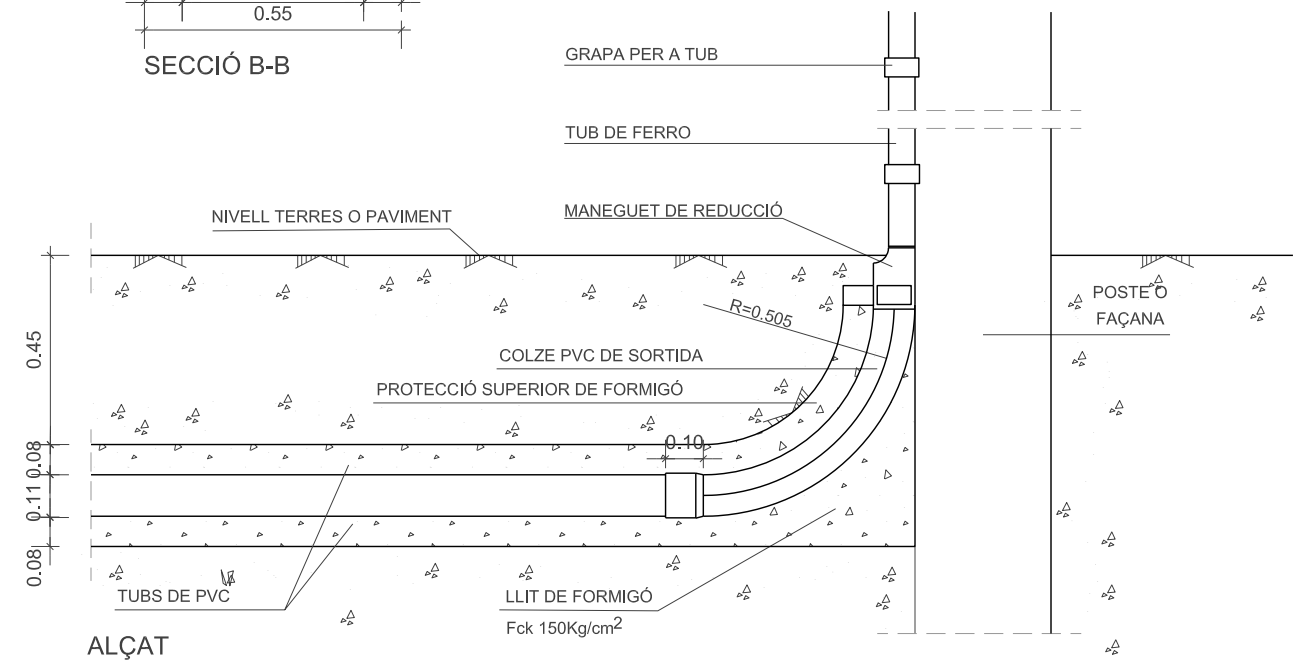 0.55
SECCIÓ B-B
GRAPA PER A TUB
TUB DE FERRO
MANEGUET DE REDUCCIÓ
NIVELL TERRES O PAVIMENT
POSTE O
FAÇANA
R=0.505
0.45
COLZE PVC DE SORTIDA
PROTECCIÓ SUPERIOR DE FORMIGÓ
0.10
0.08
0.11
0.08
TUBS DE PVC
LLIT DE FORMIGÓ
Fck 150Kg/cm²
ALÇAT